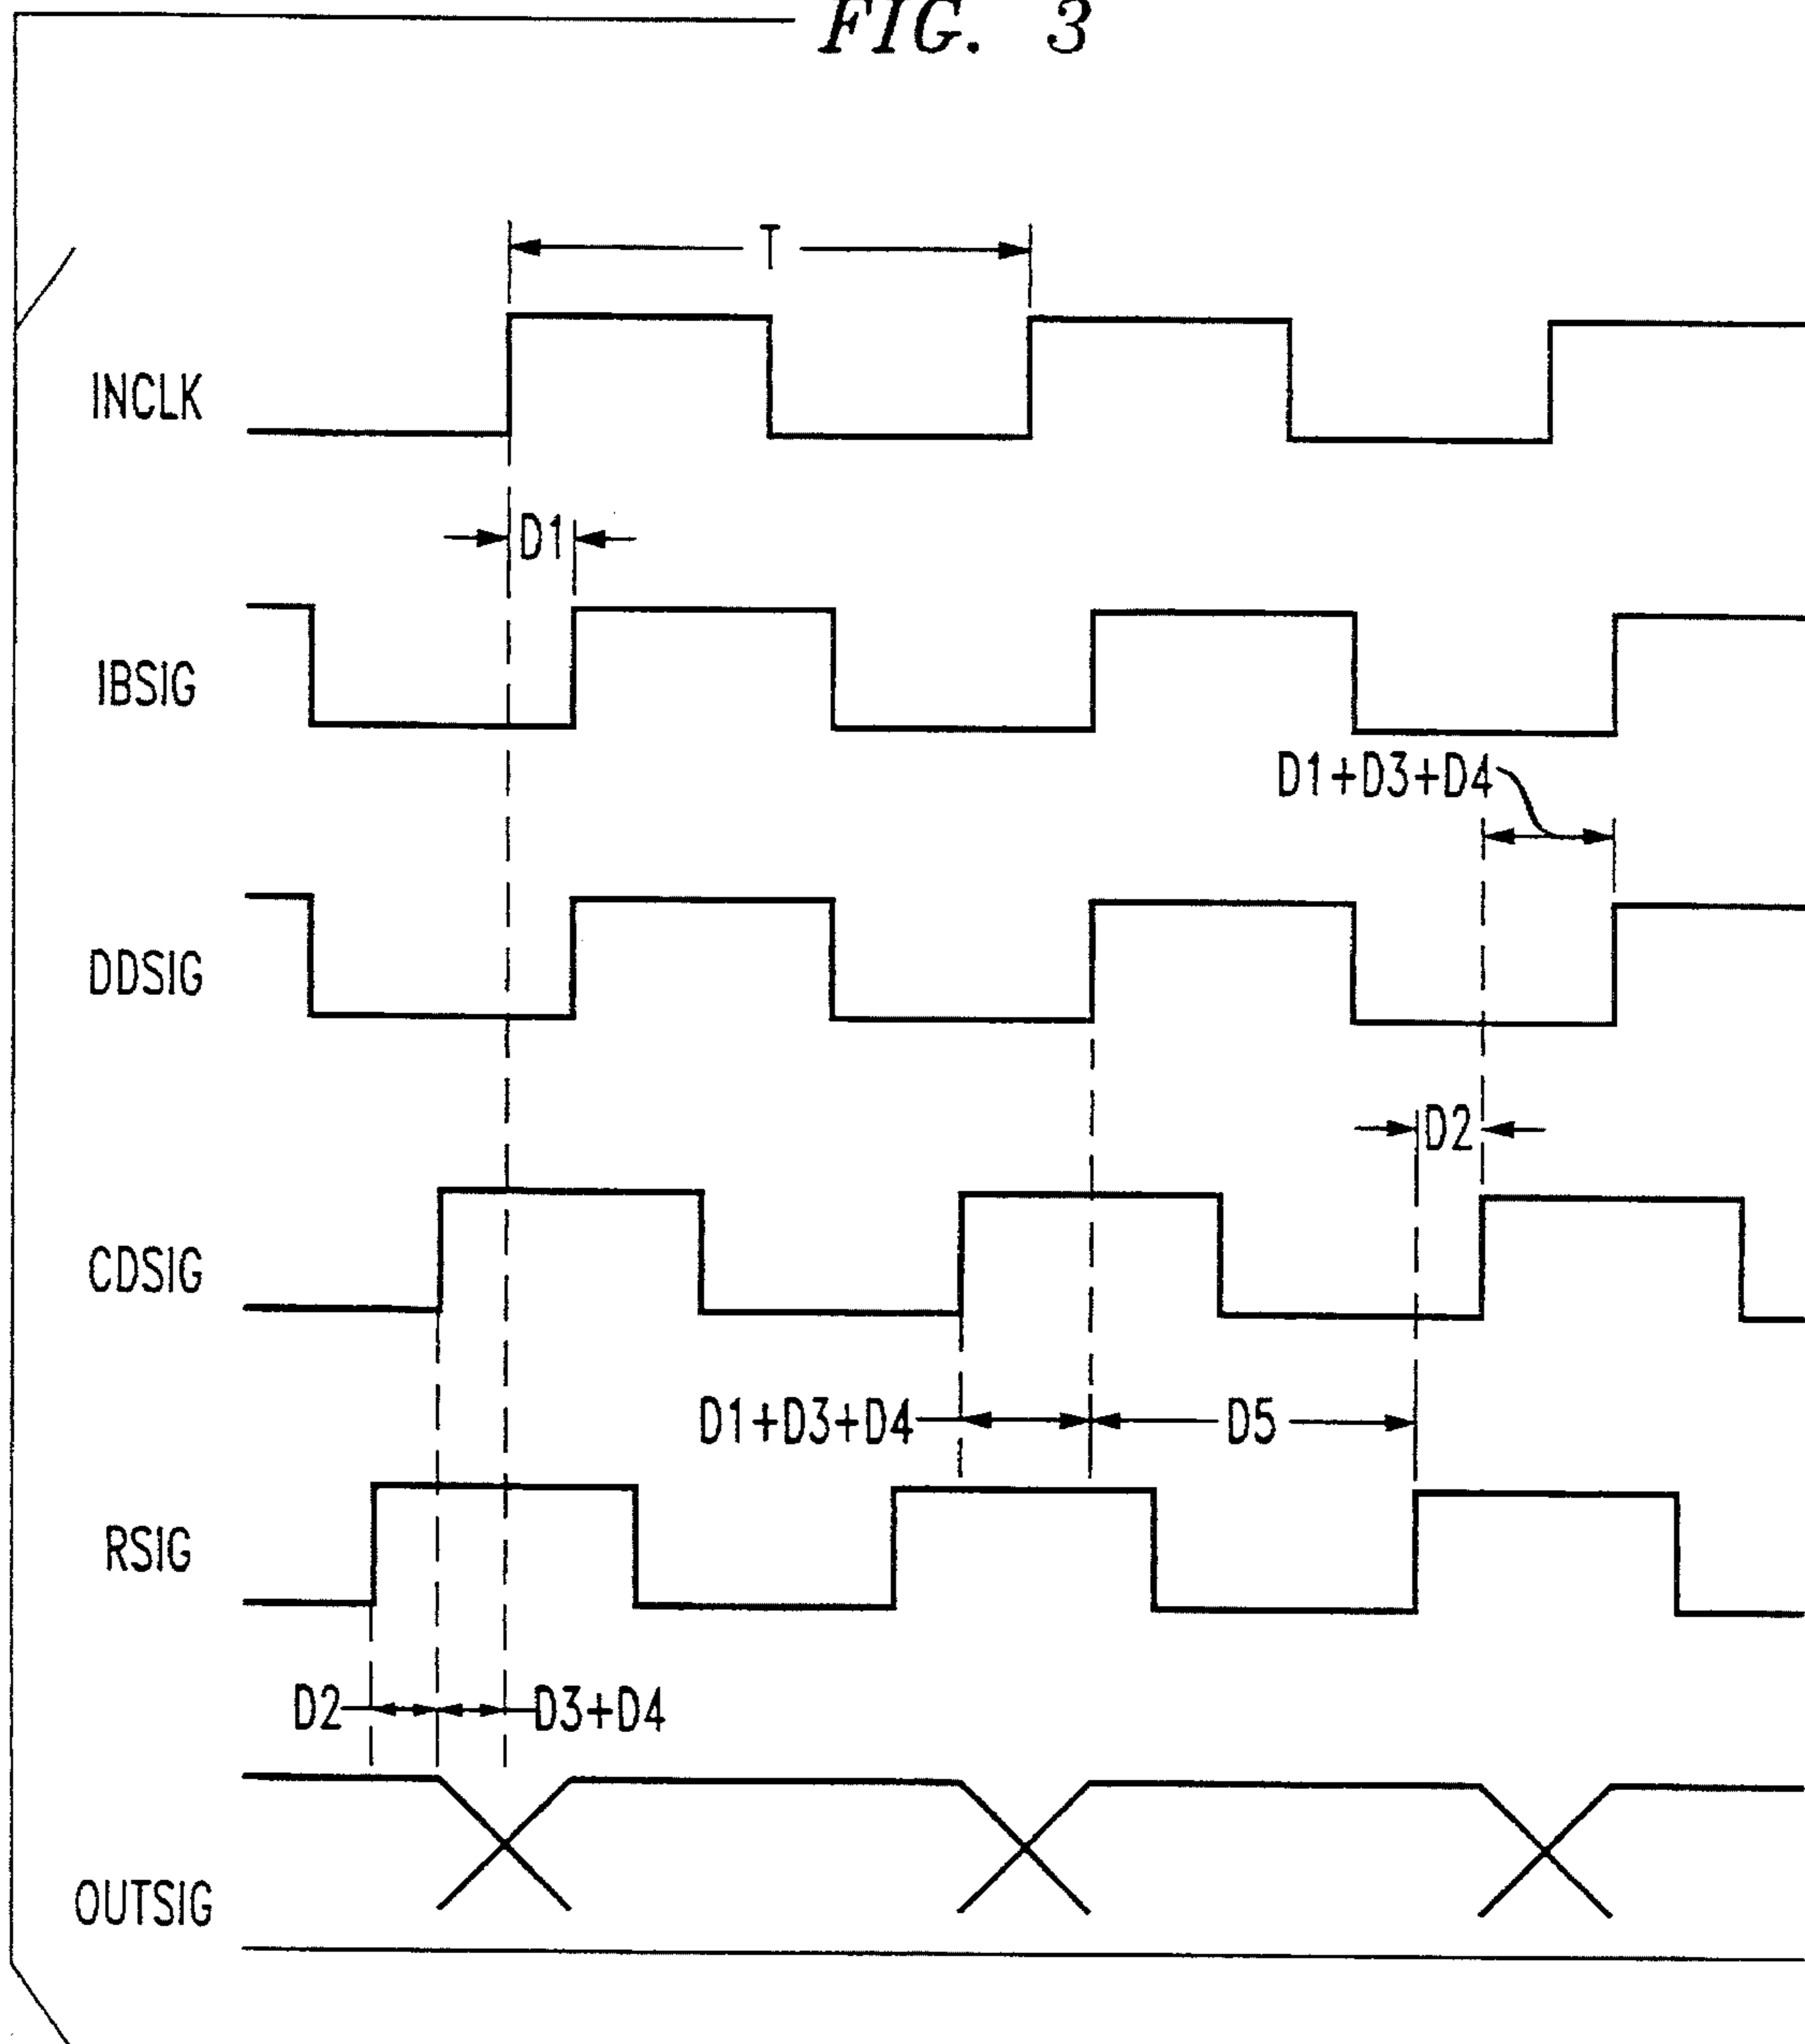 FIG. 3
T
INCLK
D1
IBSIG
D1+D3+D4
DDSIG
D2
CDSIG
D1+D3+D4
D5
RSIG
D2
D3+D4
OUTSIG